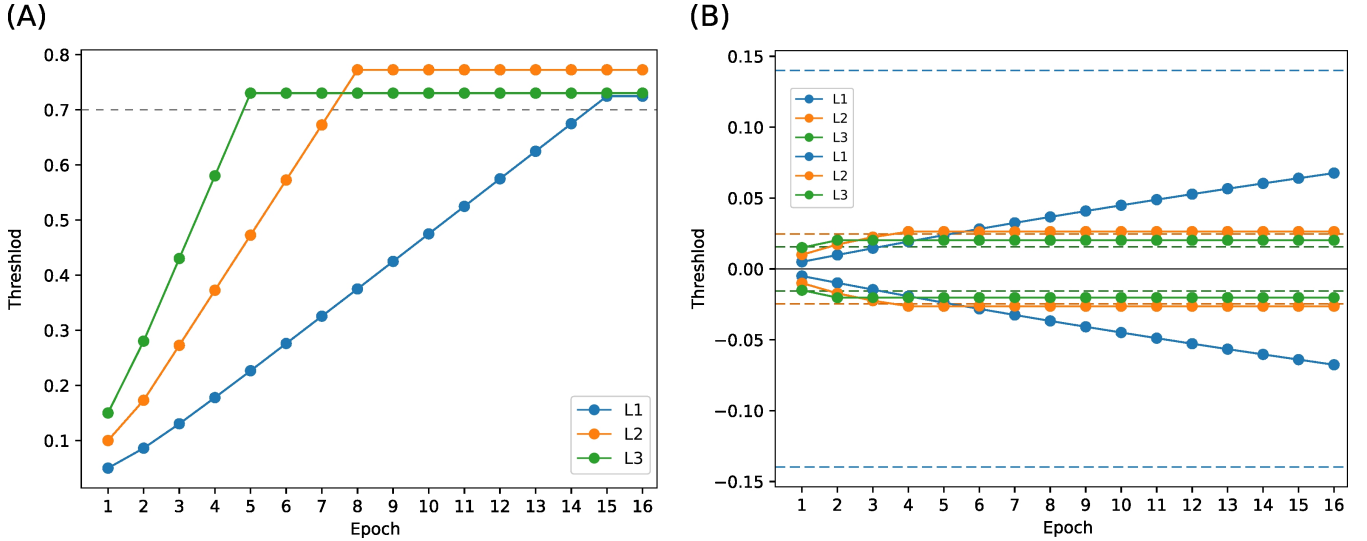 (A)
0.8
0.7
0.6
0.5
0.4
0.3
0.2
0.1
Threshlod
1 2 3 4 5 6 7 8 9 10 11 12 13 14 15 16
Epoch
L1
L2
L3
(B)
0.15
0.10
0.05
0.00
−0.05
−0.10
−0.15
Threshlod
1 2 3 4 5 6 7 8 9 10 11 12 13 14 15 16
Epoch
L1
L2
L3
L1
L2
L3